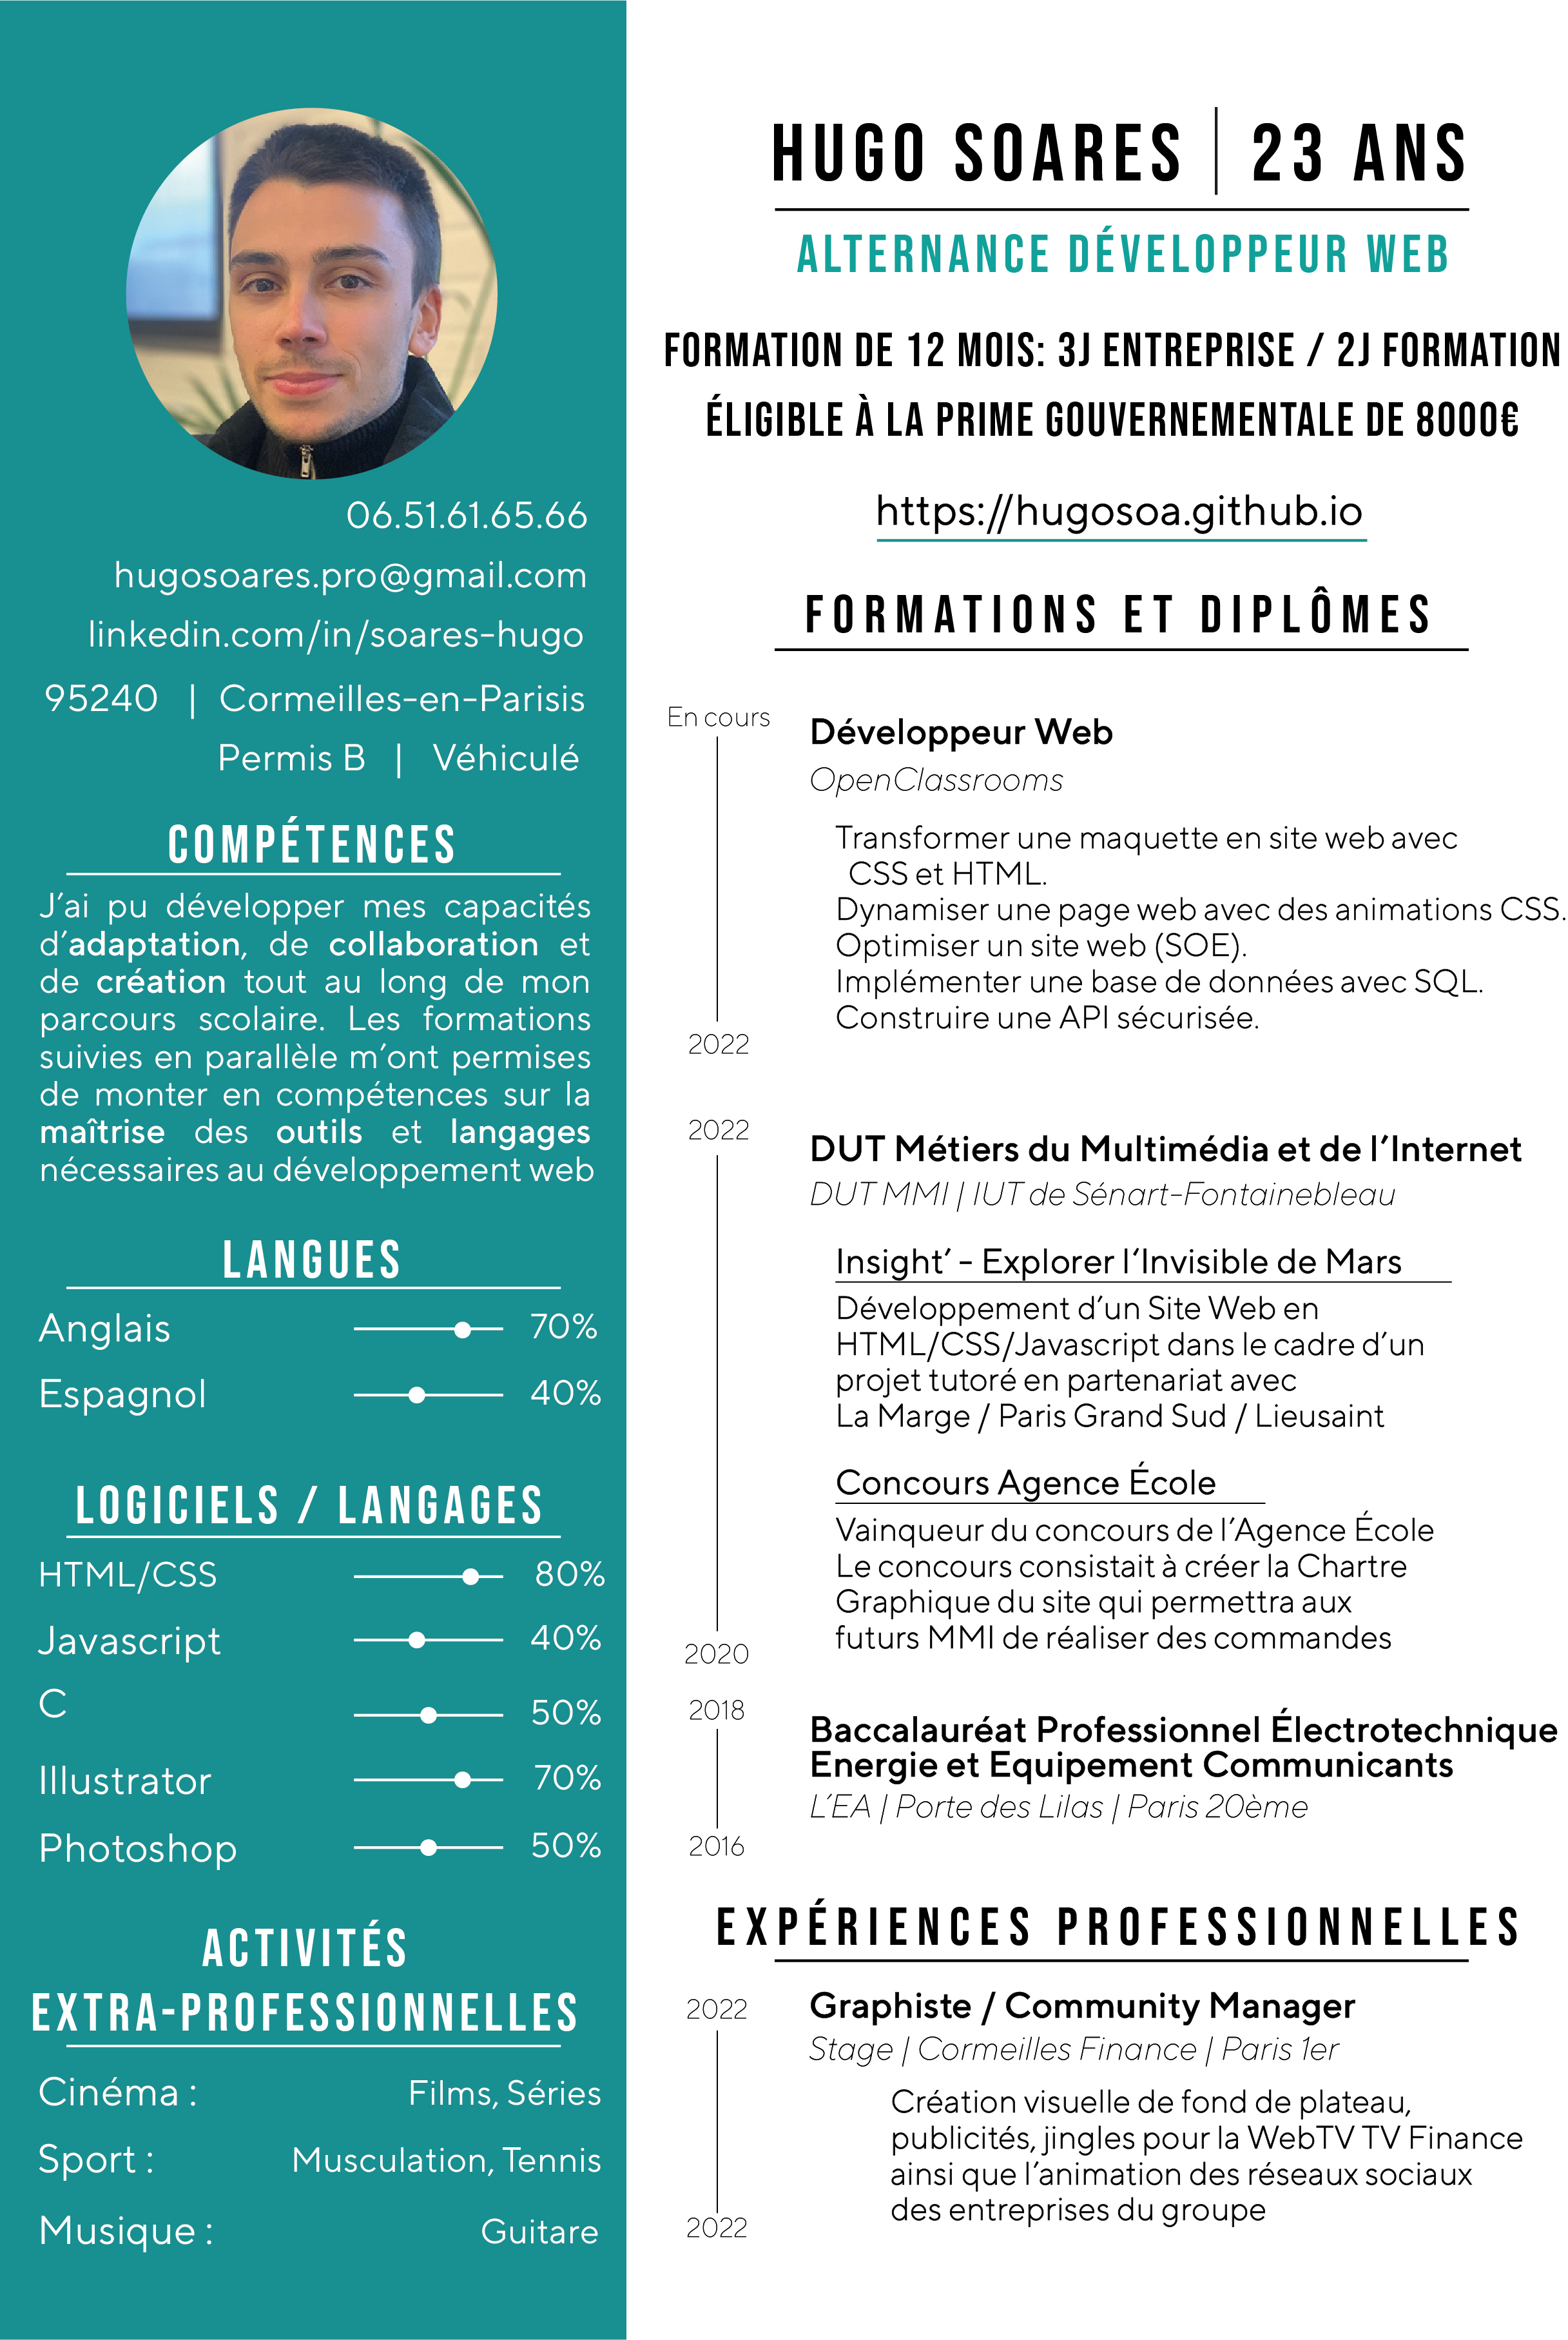 HUGO SOARES | 23 ANS
ALTERNANCE DÉVELOPPEUR WEB
FORMATION DE 12 MOIS: 3J ENTREPRISE / 2J FORMATION
ÉLIGIBLE À LA PRIME GOUVERNEMENTALE DE 8000€
https://hugosoa.github.io
06.51.61.65.66
hugosoares.pro@gmail.com
linkedin.com/in/soares-hugo
95240 | Cormeilles-en-Parisis
Permis B | Véhiculé
COMPÉTENCES
J'ai pu développer mes capacités
d'adaptation, de collaboration et
de création tout au long de mon
parcours scolaire. Les formations
suivies en parallèle m'ont permises
de monter en compétences sur la
maîtrise des outils et langages
nécessaires au développement web
LANGUES
Anglais 70%
Espagnol 40%
LOGICIELS / LANGAGES
HTML/CSS 80%
Javascript 40%
C 50%
Illustrator 70%
Photoshop 50%
ACTIVITÉS
EXTRA-PROFESSIONNELLES
Cinéma : Films, Séries
Sport : Musculation, Tennis
Musique : Guitare
FORMATIONS ET DIPLÔMES
En cours
Développeur Web
OpenClassrooms
Transformer une maquette en site web avec
CSS et HTML.
Dynamiser une page web avec des animations CSS.
Optimiser un site web (SOE).
Implémenter une base de données avec SQL.
Construire une API sécurisée.
2022
2022
DUT Métiers du Multimédia et de l'Internet
DUT MMI | IUT de Sénart-Fontainebleau
Insight' - Explorer l'Invisible de Mars
Développement d'un Site Web en
HTML/CSS/Javascript dans le cadre d'un
projet tutoré en partenariat avec
La Marge / Paris Grand Sud / Lieusaint
Concours Agence École
Vainqueur du concours de l'Agence École
Le concours consistait à créer la Chartre
Graphique du site qui permettra aux
futurs MMI de réaliser des commandes
2020
2018
Baccalauréat Professionnel Électrotechnique
Energie et Equipement Communicants
L'EA | Porte des Lilas | Paris 20ème
2016
EXPÉRIENCES PROFESSIONNELLES
2022
Graphiste / Community Manager
Stage | Cormeilles Finance | Paris 1er
Création visuelle de fond de plateau,
publicités, jingles pour la WebTV TV Finance
ainsi que l'animation des réseaux sociaux
des entreprises du groupe
2022